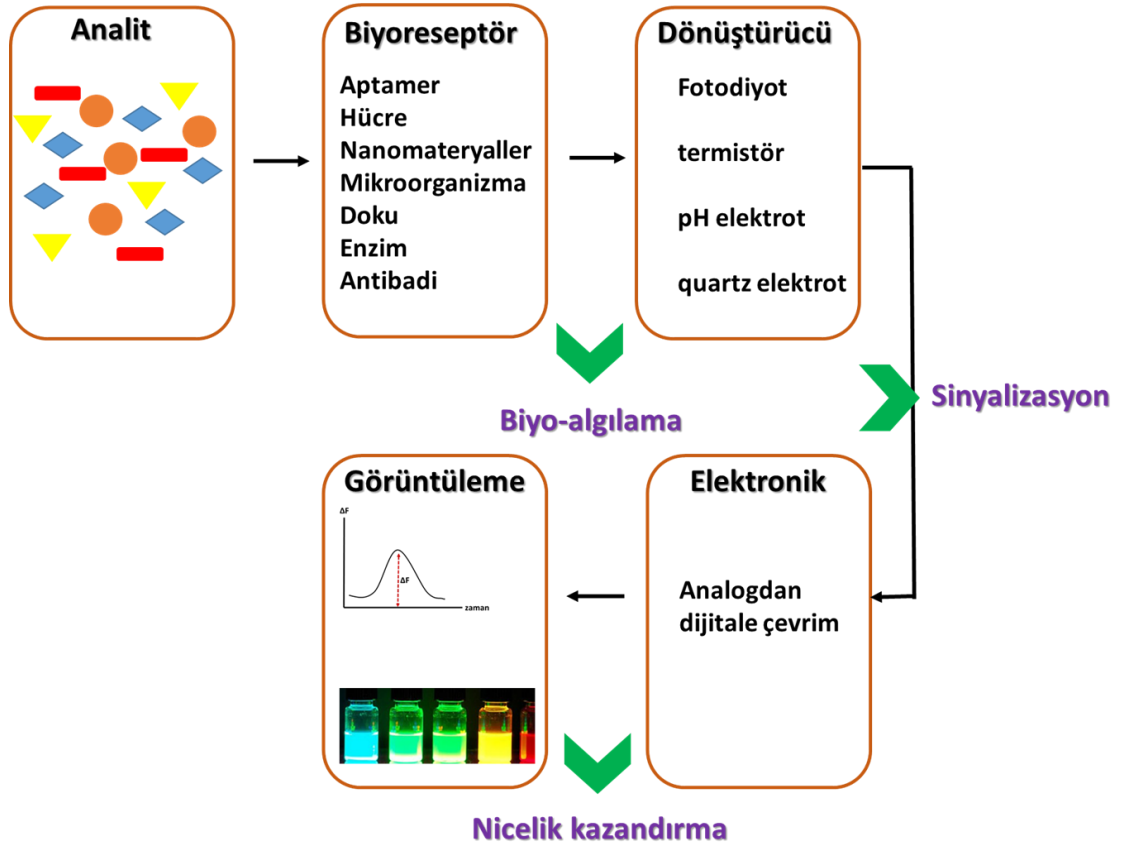 Analit
Biyoreseptör
Aptamer
Hücre
Nanomateryaller
Mikroorganizma
Doku
Enzim
Antibadi
Dönüştürücü
Fotodiyot
termistör
pH elektrot
quartz elektrot
Biyo-algılama
Sinyalizasyon
Görüntüleme
ΔF
ΔF
zaman
Elektronik
Analogdan
dijitale çevrim
Nicelik kazandırma